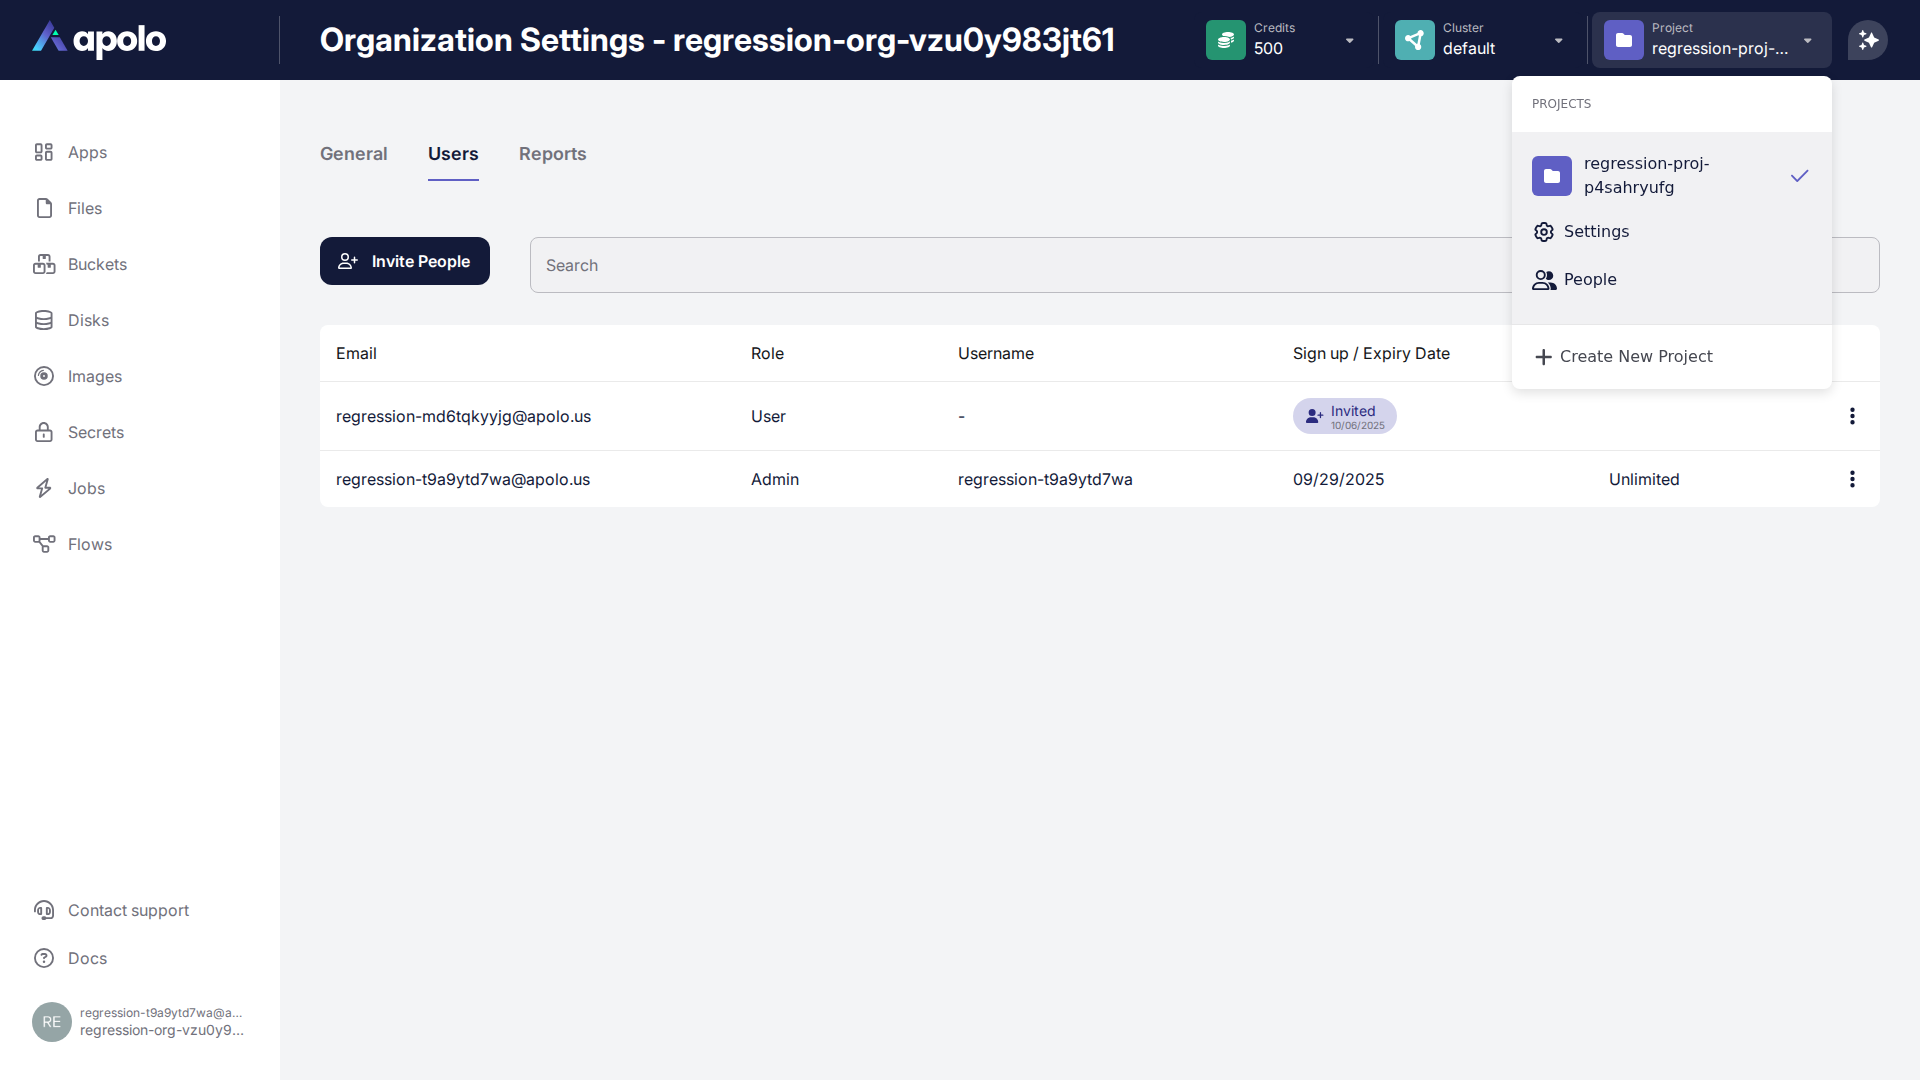 apolo
Organization Settings - regression-org-vzu0y983jt61
Credits
500
Cluster
default
Project
regression-proj-...
PROJECTS
regression-proj-
p4sahryufg
Settings
People
Create New Project
Apps
Files
Buckets
Disks
Images
Secrets
Jobs
Flows
Contact support
Docs
RE
regression-t9a9ytd7wa@a...
regression-org-vzu0y9...
General
Users
Reports
Invite People
Search
Email
Role
Username
Sign up / Expiry Date
regression-md6tqkyyjg@apolo.us
User
-
Invited
10/06/2025
regression-t9a9ytd7wa@apolo.us
Admin
regression-t9a9ytd7wa
09/29/2025
Unlimited